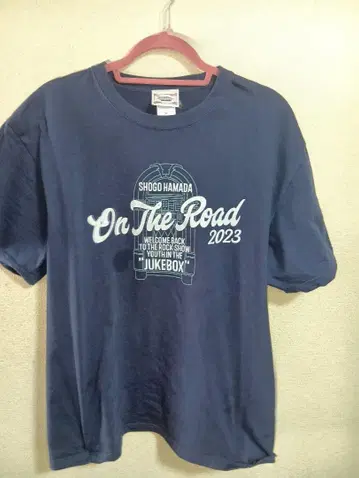 SHOGO HAMADA
On The Road
2023
WELCOME BACK
TO THE ROCK SHOW
YOUTH IN THE
"JUKEBOX"